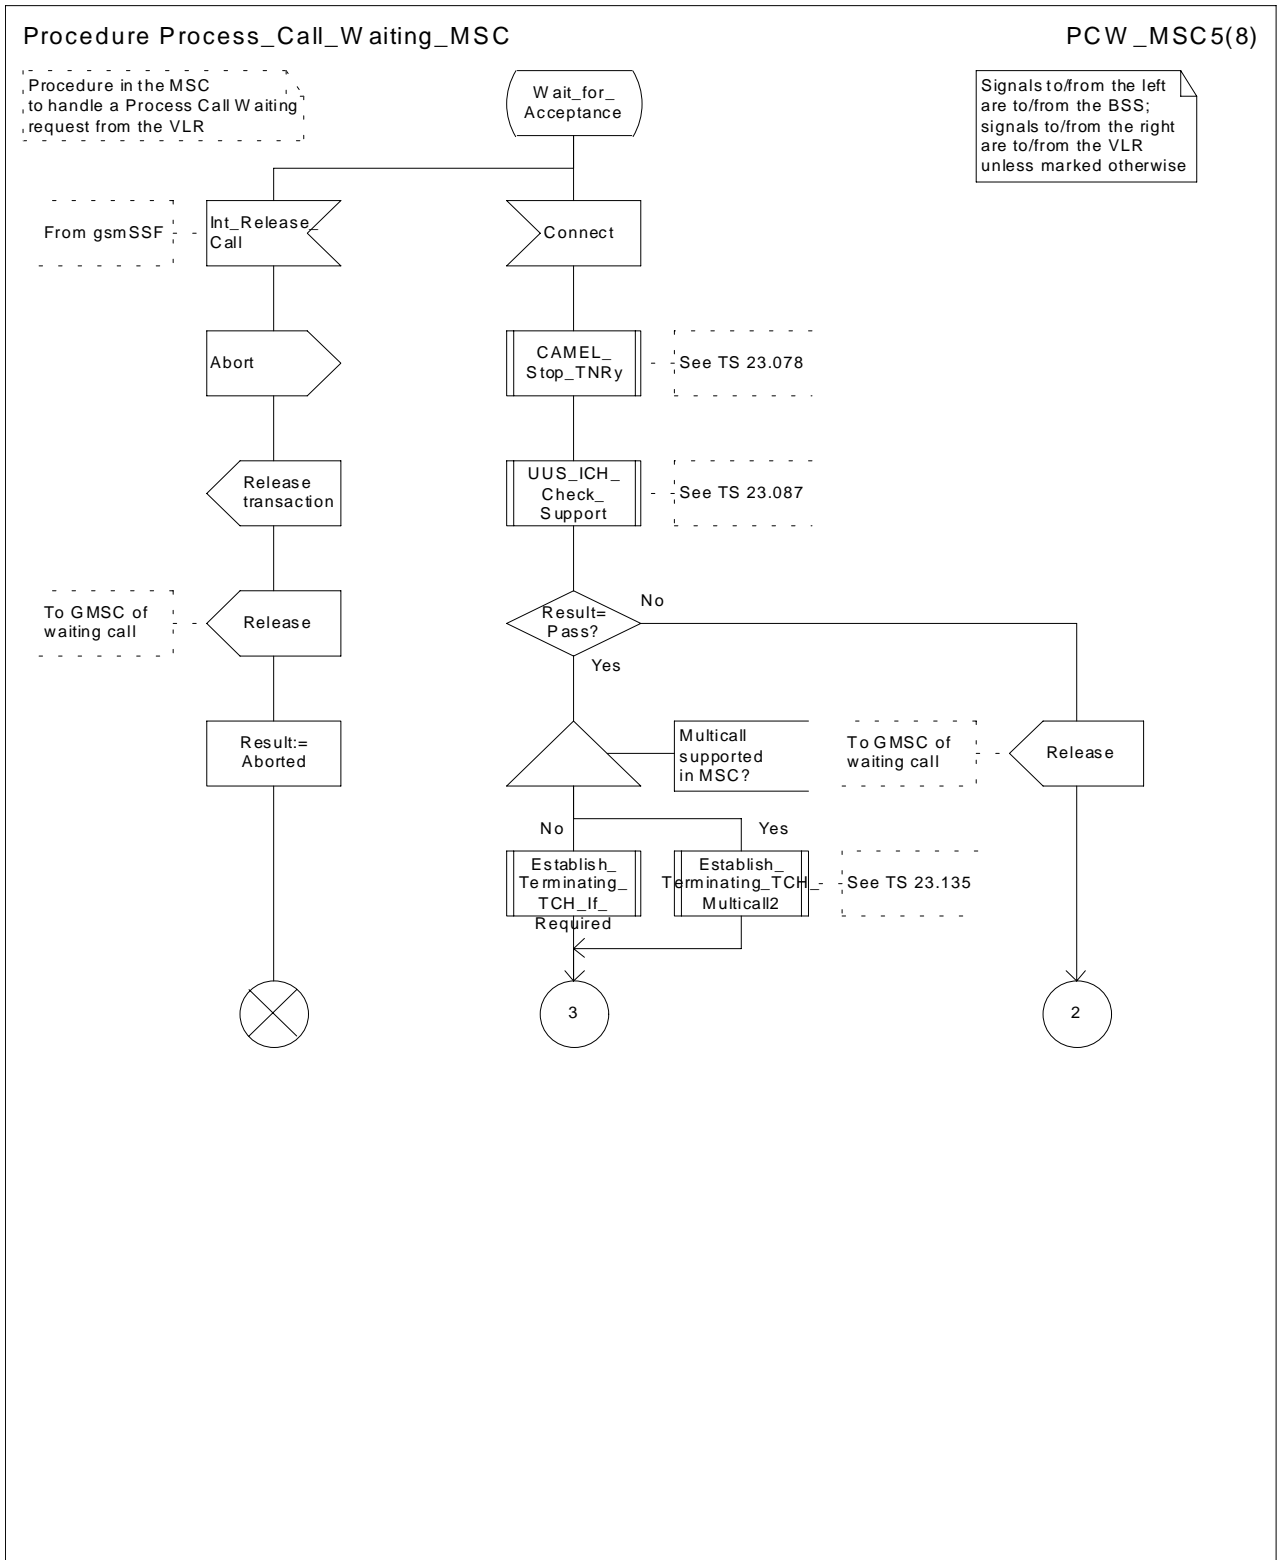 Procedure Process_Call_Waiting_MSC
PCW_MSC5(8)
Procedure in the MSC
to handle a Process Call Waiting
request from the VLR
Wait_for_
Acceptance
Signals to/from the left
are to/from the BSS;
signals to/from the right
are to/from the VLR
unless marked otherwise
From gsmSSF
Int_Release_
Call
Connect
Abort
CAMEL_
Stop_TNRy
See TS 23.078
Release
transaction
UUS_ICH_
Check_
Support
See TS 23.087
To GMSC of
waiting call
Release
Result=
Pass?
No
Yes
Result:=
Aborted
Multicall
supported
in MSC?
To GMSC of
waiting call
Release
No
Yes
Establish_
Terminating_
TCH_If_
Required
Establish_
Terminating_TCH_
Multicall2
See TS 23.135
3
2